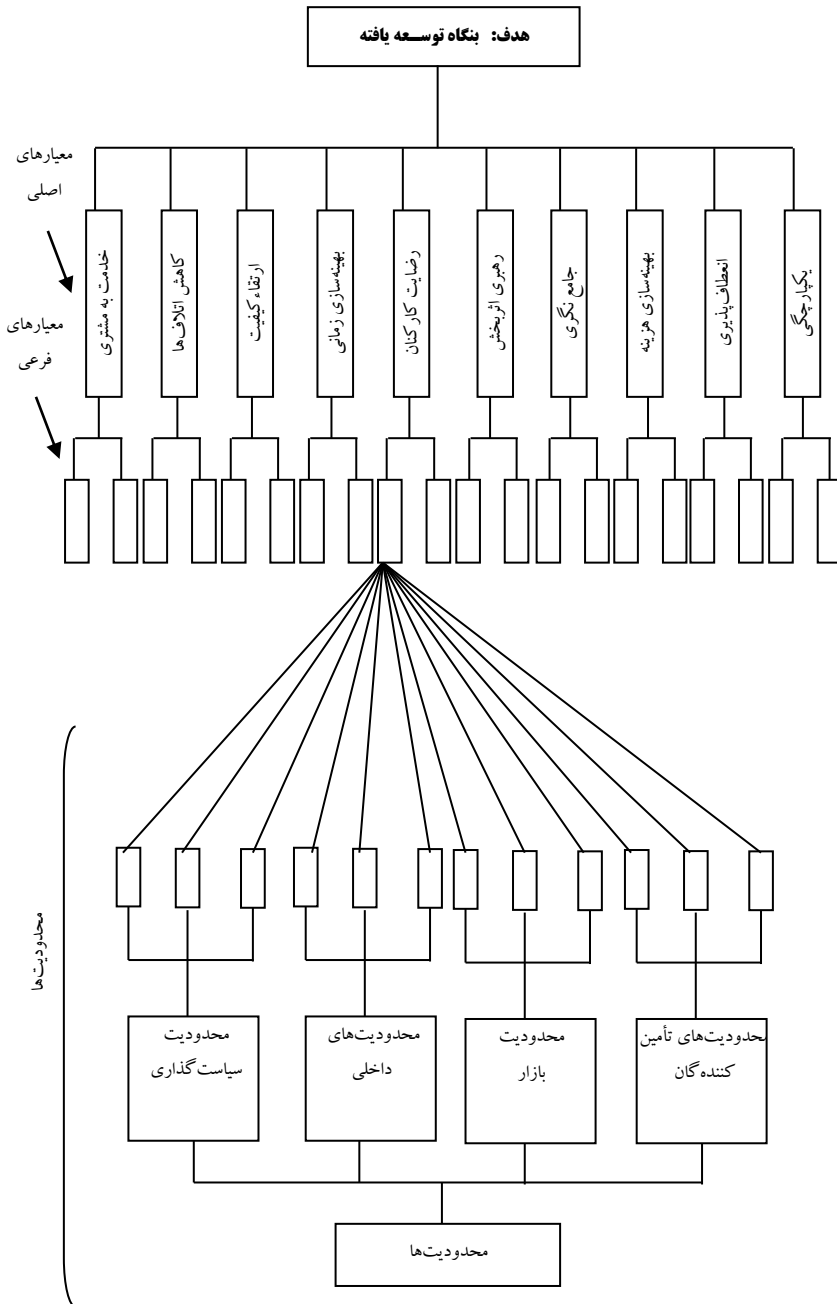 هدف: بنگاه توسعه یافته
معیارهای
اصلی
یکپارچگی
انعطاف‌پذیری
بهینه‌سازی هزینه
جامع نگری
رهبری اثربخش
رضایت کارکنان
بهینه‌سازی زمانی
ارتقاء کیفیت
کاهش اتلاف‌ها
خدمت به مشتری
معیارهای
فرعی
محدودیت‌ها
محدودیت‌های تأمین
کننده‌گان
محدودیت
بازار
محدودیت‌های
داخلی
محدودیت
سیاست‌گذاری
محدودیت‌ها